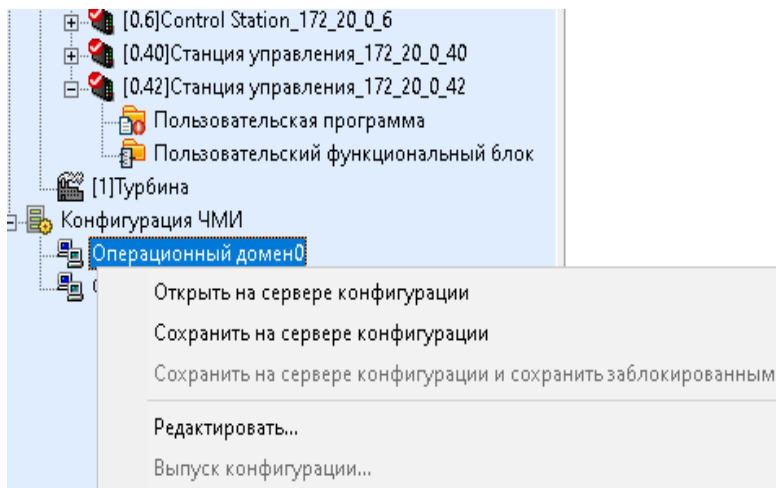 [0.6]Control Station_172_20_0_6
[0.40]Станция управления_172_20_0_40
[0.42]Станция управления_172_20_0_42
Пользовательская программа
Пользовательский функциональный блок
[1]Турбина
Конфигурация ЧМИ
Операционный домен0
Открыть на сервере конфигурации
Сохранить на сервере конфигурации
Сохранить на сервере конфигурации и сохранить заблокированным
Редактировать...
Выпуск конфигурации...